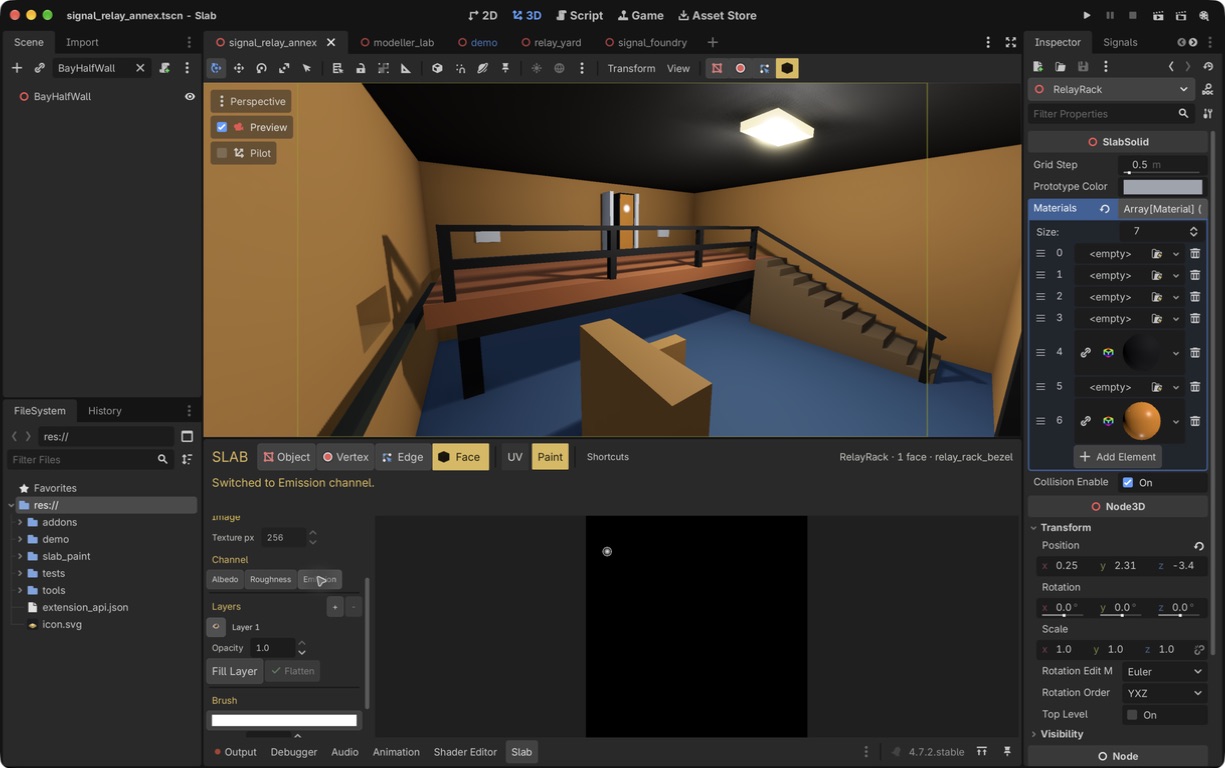 signal_relay_annex.tscn - Slab
2D 3D Script Game Asset Store
Scene Import
BayHalfWall
BayHalfWall
FileSystem History
res://
Filter Files
Favorites
res://
addons
demo
slab_paint
tests
tools
extension_api.json
icon.svg
signal_relay_annex modeller_lab demo relay_yard signal_foundry
Transform View
Perspective
Preview
Pilot
SLAB Object Vertex Edge Face UV Paint Shortcuts RelayRack · 1 face · relay_rack_bezel
Switched to Emission channel.
Image
Texture px 256
Channel
Albedo Roughness Emission
Layers + -
Layer 1
Opacity 1.0
Fill Layer Flatten
Brush
Output Debugger Audio Animation Shader Editor Slab 4.7.2.stable
Inspector Signals
RelayRack
Filter Properties
SlabSolid
Grid Step 0.5 m
Prototype Color
Materials Array[Material] (
Size: 7
0 <empty>
1 <empty>
2 <empty>
3 <empty>
4
5 <empty>
6
Add Element
Collision Enable On
Node3D
Transform
Position
x 0.25 y 2.31 z -3.4
Rotation
x 0.0 ° y 0.0 ° z 0.0 °
Scale
x 1.0 y 1.0 z 1.0
Rotation Edit M Euler
Rotation Order YXZ
Top Level On
Visibility
Node